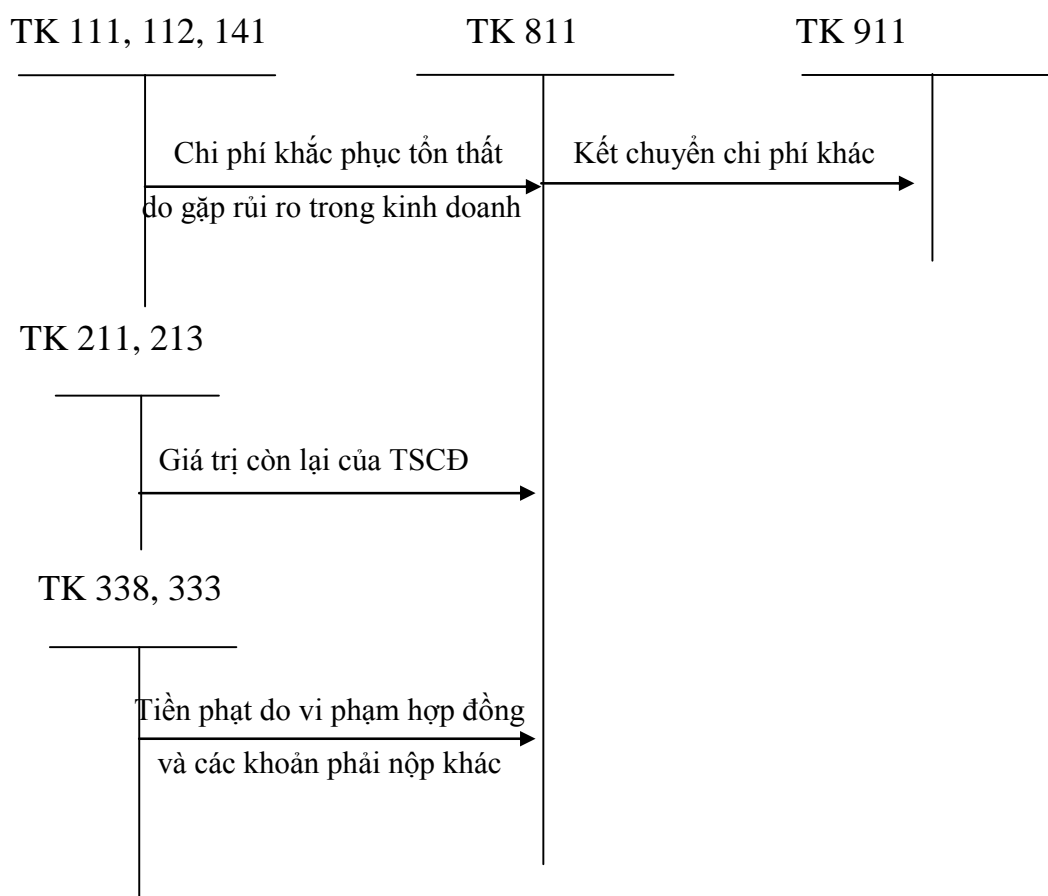 TK 111, 112, 141
TK 811
TK 911
Chi phí khắc phục tổn thất
do gặp rủi ro trong kinh doanh
Kết chuyển chi phí khác
TK 211, 213
Giá trị còn lại của TSCĐ
TK 338, 333
Tiền phạt do vi phạm hợp đồng
và các khoản phải nộp khác